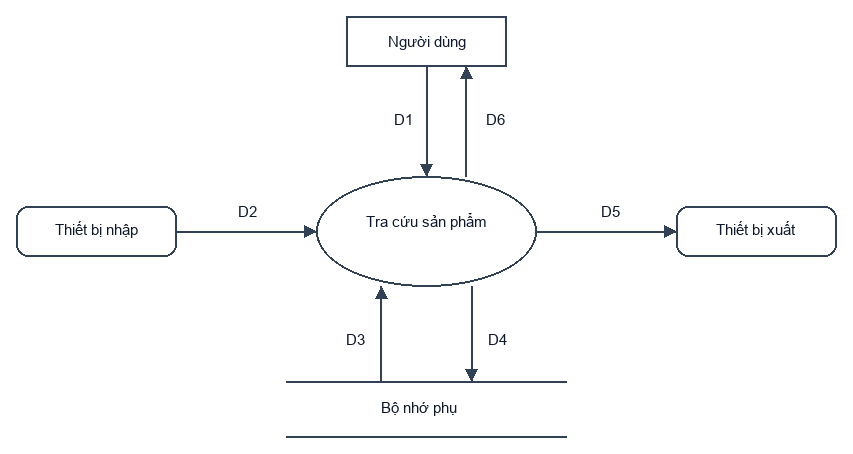 Người dùng
D1
D6
Thiết bị nhập
D2
Tra cứu sản phẩm
D5
Thiết bị xuất
D3
D4
Bộ nhớ phụ